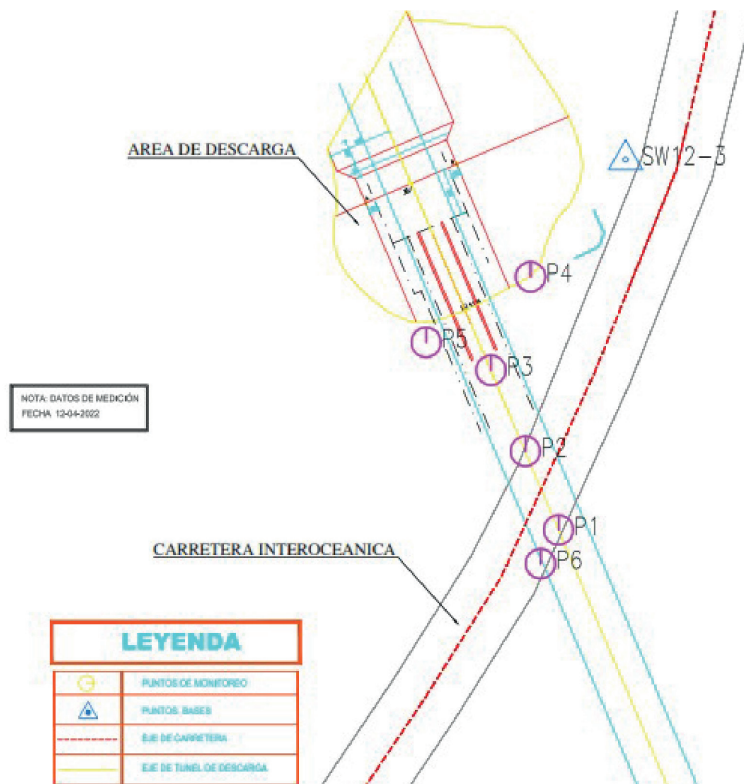 AREA DE DESCARGA
SW12-3
P4
P5
P3
NOTA: DATOS DE MEDICIÓN
FECHA 12-04-2022
P2
P1
CARRETERA INTEROCEANICA
P6
LEYENDA
PUNTOS DE MONITOREO
PUNTOS BASES
EJE DE CARRETERA
EJE DE TUNEL DE DESCARGA